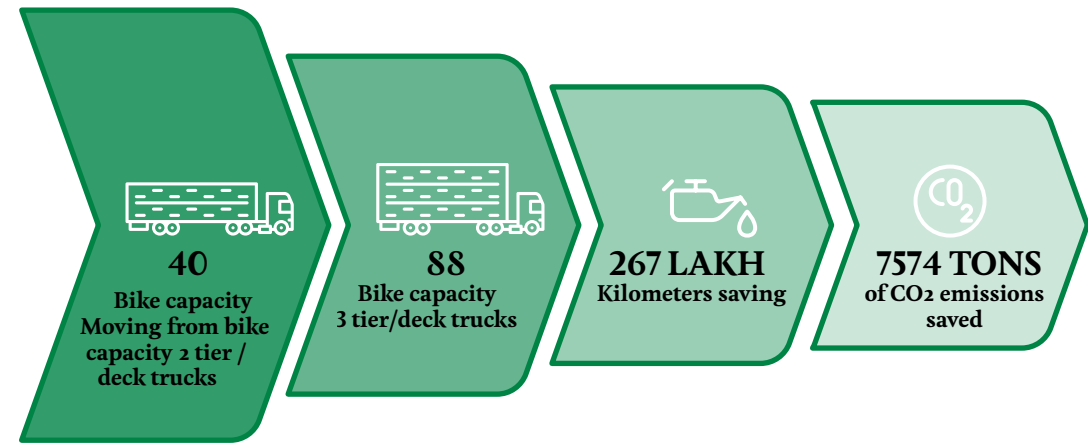 40
Bike capacity
Moving from bike
capacity 2 tier /
deck trucks
88
Bike capacity
3 tier/deck trucks
267 LAKH
Kilometers saving
CO2
7574 TONS
of CO2 emissions
saved